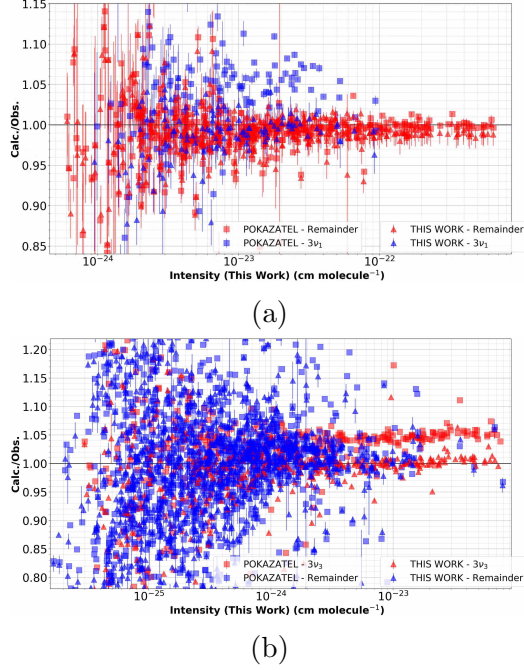 1.15
1.10
1.05
1.00
0.95
0.90
0.85
Calc./Obs.
POKAZATEL - Remainder
POKAZATEL - 3ν₁
THIS WORK - Remainder
THIS WORK - 3ν₁
10⁻²⁴
10⁻²³
10⁻²²
Intensity (This Work) (cm molecule⁻¹)
(a)
1.20
1.15
1.10
1.05
1.00
0.95
0.90
0.85
0.80
Calc./Obs.
POKAZATEL - 3ν₃
POKAZATEL - Remainder
THIS WORK - 3ν₃
THIS WORK - Remainder
10⁻²⁵
10⁻²⁴
10⁻²³
Intensity (This Work) (cm molecule⁻¹)
(b)